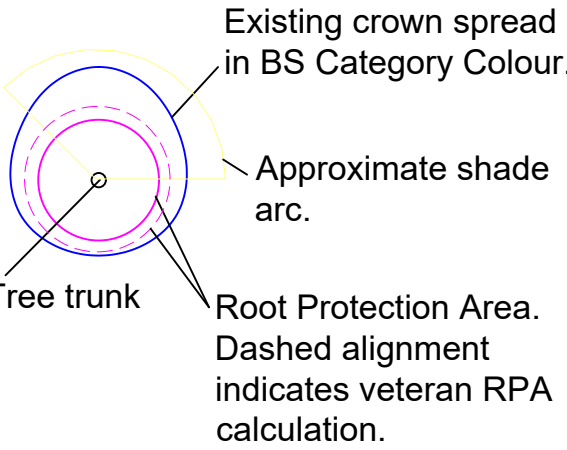 Existing crown spread
in BS Category Colour.
Approximate shade
arc.
Tree trunk
Root Protection Area.
Dashed alignment
indicates veteran RPA
calculation.